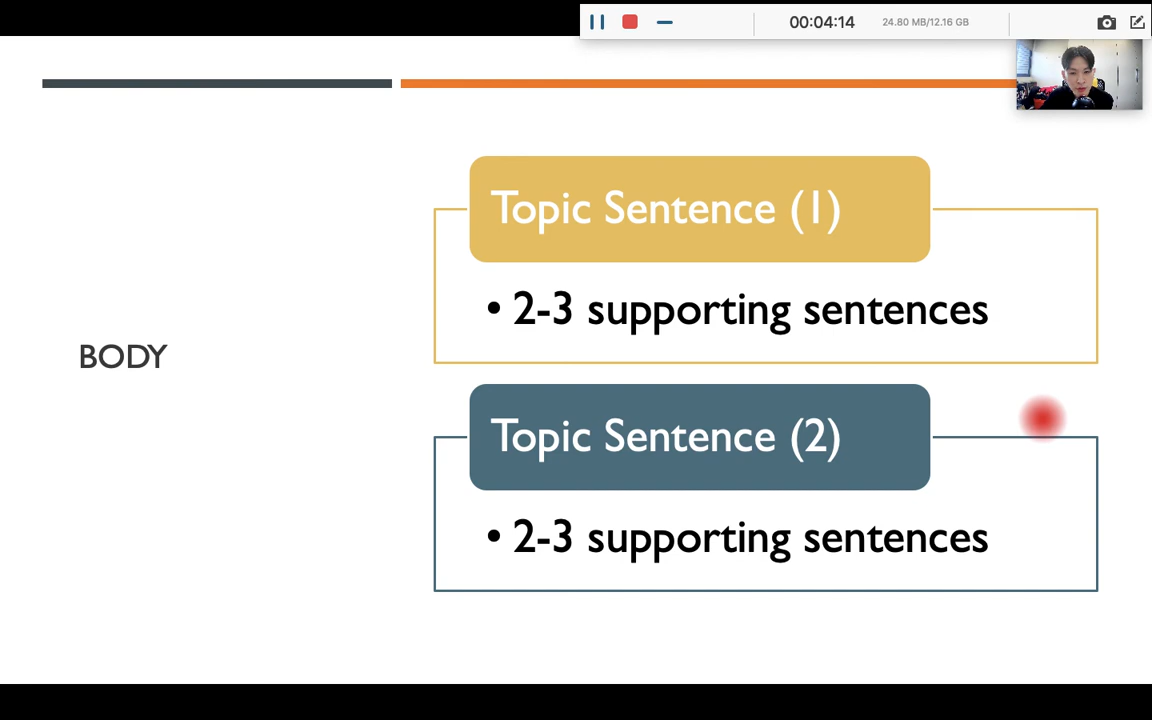 00:04:14
24.80 MB/12.16 GB
Topic Sentence (1)
• 2-3 supporting sentences
BODY
Topic Sentence (2)
• 2-3 supporting sentences